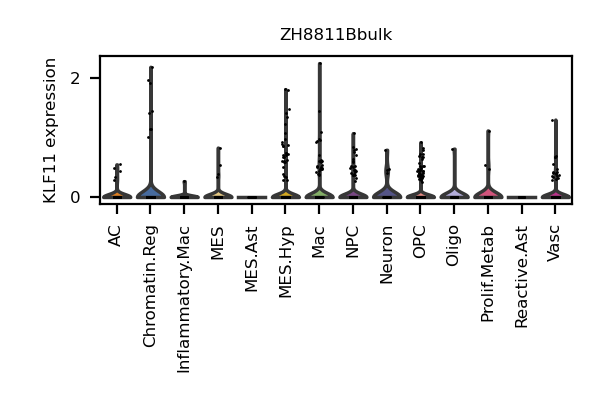 ZH8811Bbulk
KLF11 expression
2
0
AC
Chromatin.Reg
Inflammatory.Mac
MES
MES.Ast
MES.Hyp
Mac
NPC
Neuron
OPC
Oligo
Prolif.Metab
Reactive.Ast
Vasc